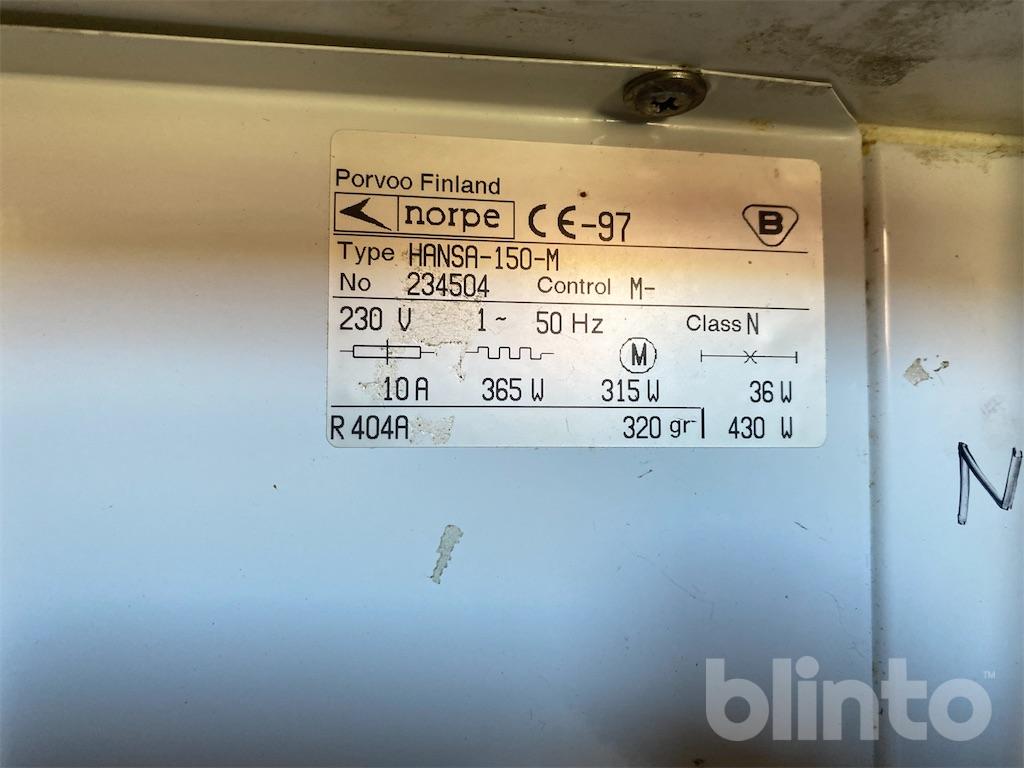 Porvoo Finland
norpe CE-97 B
Type HANSA-150-M
No 234504 Control M-
230 V 1~ 50 Hz Class N
M
10 A 365 W 315 W 36 W
R 404A 320 gr 430 W
N
blinto™